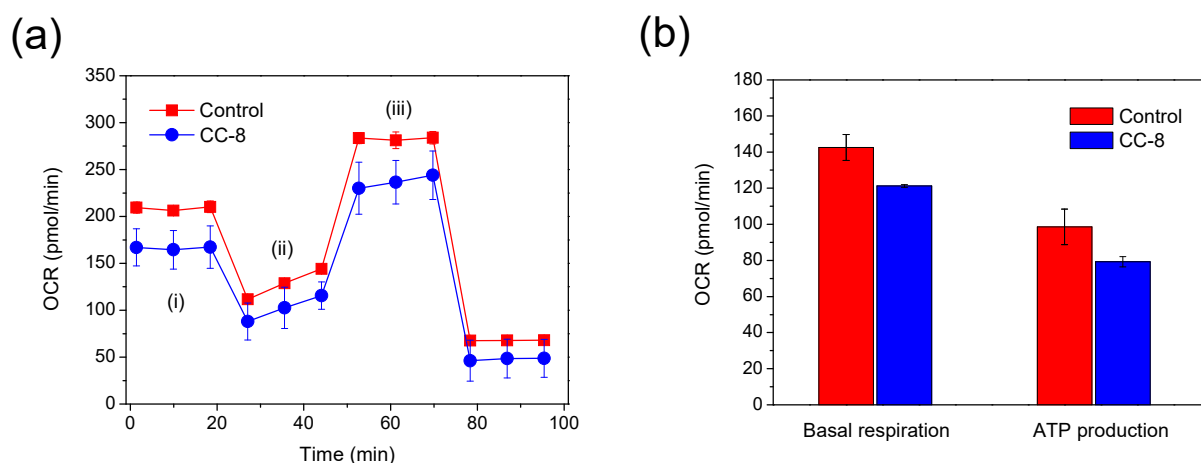 (a)
350
300
250
200
150
100
50
0
OCR (pmol/min)
Control
CC-8
(i)
(ii)
(iii)
0 20 40 60 80 100
Time (min)
(b)
180
160
140
120
100
80
60
40
20
0
OCR (pmol/min)
Control
CC-8
Basal respiration ATP production